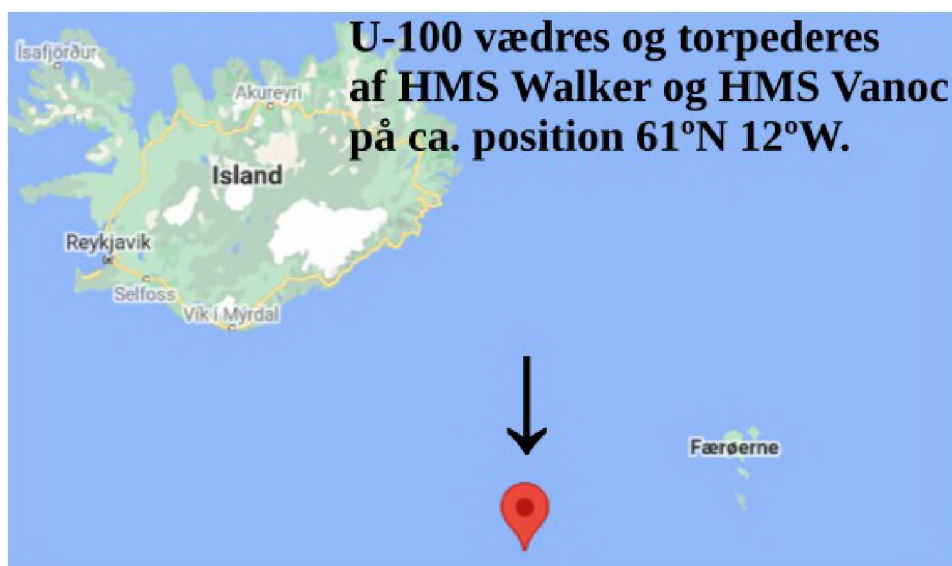 U-100 vædres og torpederes
af HMS Walker og HMS Vanoc
på ca. position 61ºN 12ºW.
Ísafjörður
Akureyri
Island
Reykjavík
Selfoss
Vík í Mýrdal
Færøerne